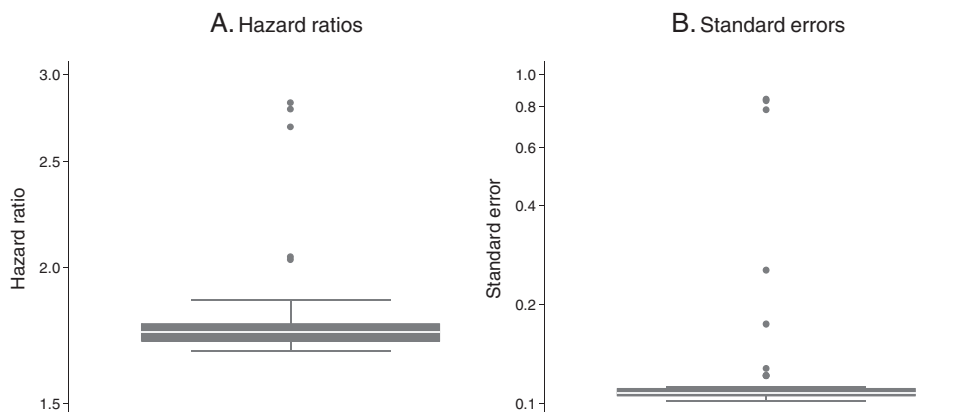 A. Hazard ratios
3.0
2.5
2.0
1.5
Hazard ratio
B. Standard errors
1.0
0.8
0.6
0.4
0.2
0.1
Standard error